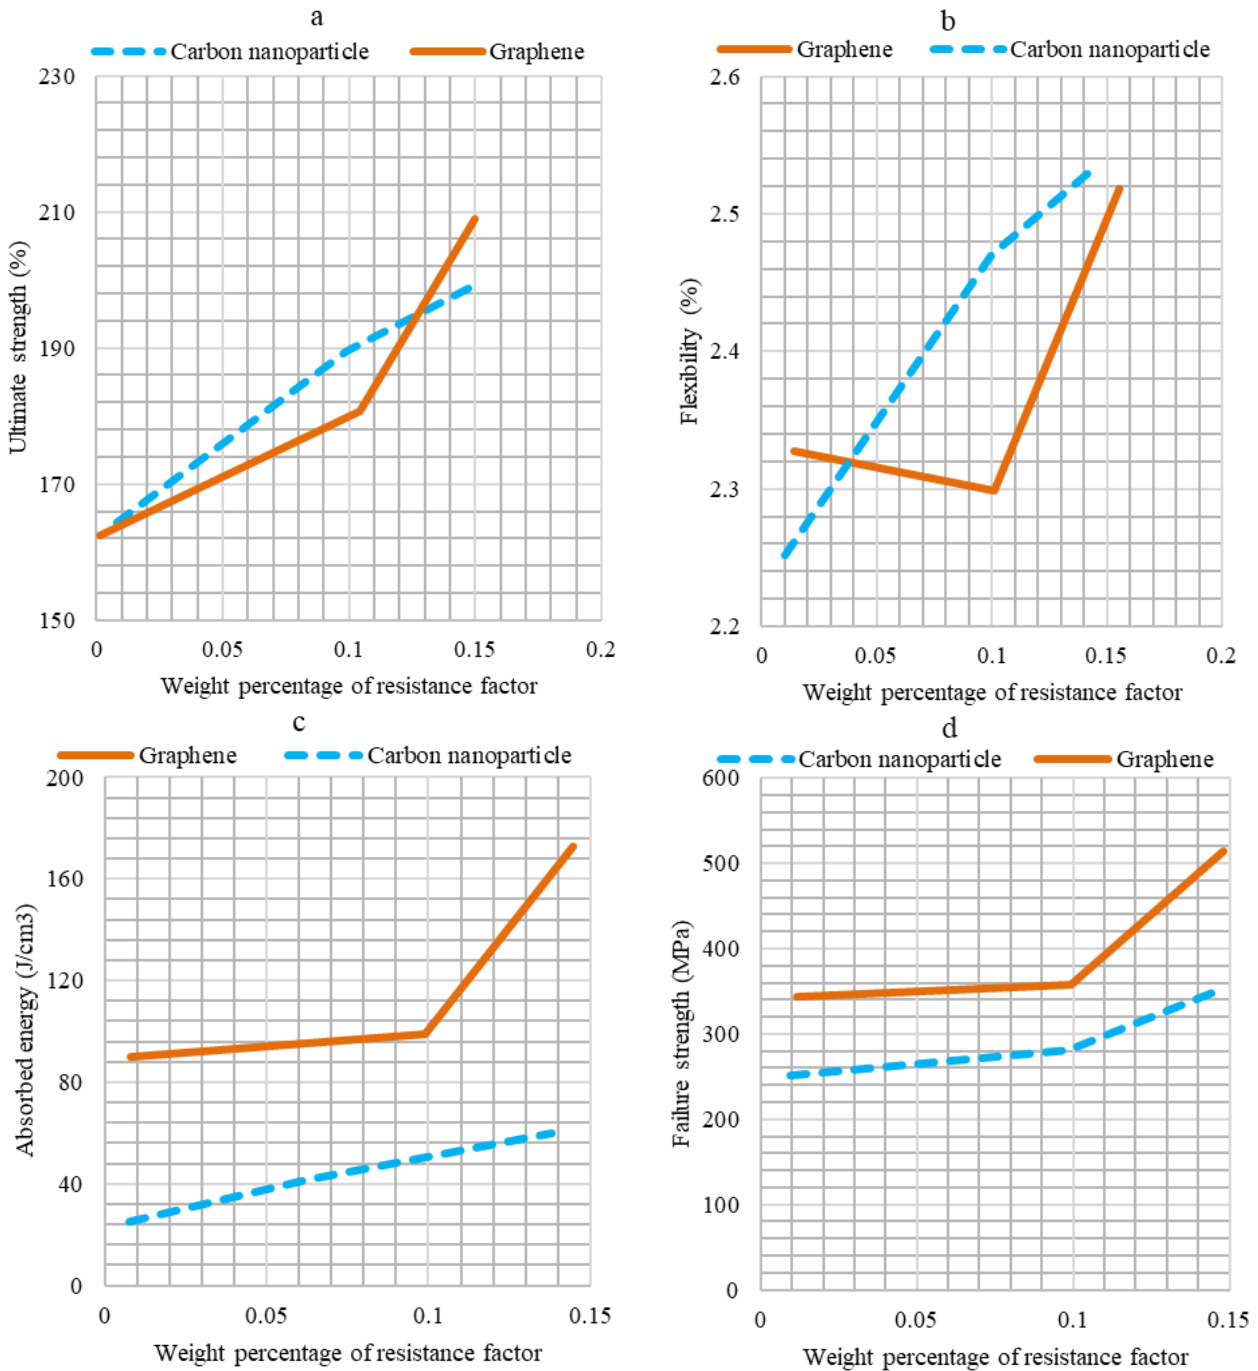 a
Carbon nanoparticle Graphene
230
210
190
170
150
0 0.05 0.1 0.15 0.2
Ultimate strength (%)
Weight percentage of resistance factor
b
Graphene Carbon nanoparticle
2.6
2.5
2.4
2.3
2.2
0 0.05 0.1 0.15 0.2
Flexibility (%)
Weight percentage of resistance factor
c
Graphene Carbon nanoparticle
200
160
120
80
40
0
0 0.05 0.1 0.15
Absorbed energy (J/cm3)
Weight percentage of resistance factor
d
Carbon nanoparticle Graphene
600
500
400
300
200
100
0
0 0.05 0.1 0.15
Failure strength (MPa)
Weight percentage of resistance factor